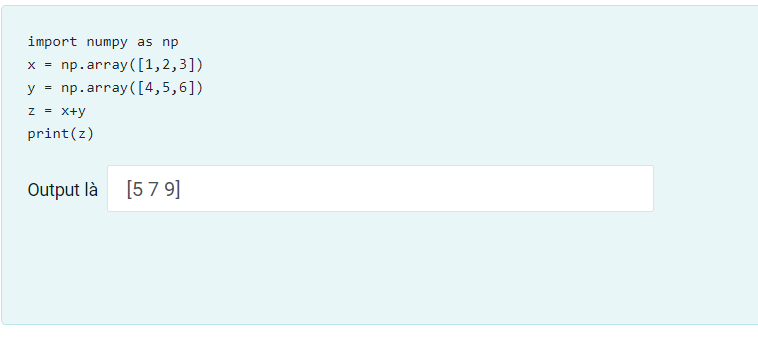 import numpy as np
x = np.array([1,2,3])
y = np.array([4,5,6])
z = x+y
print(z)
Output là [5 7 9]